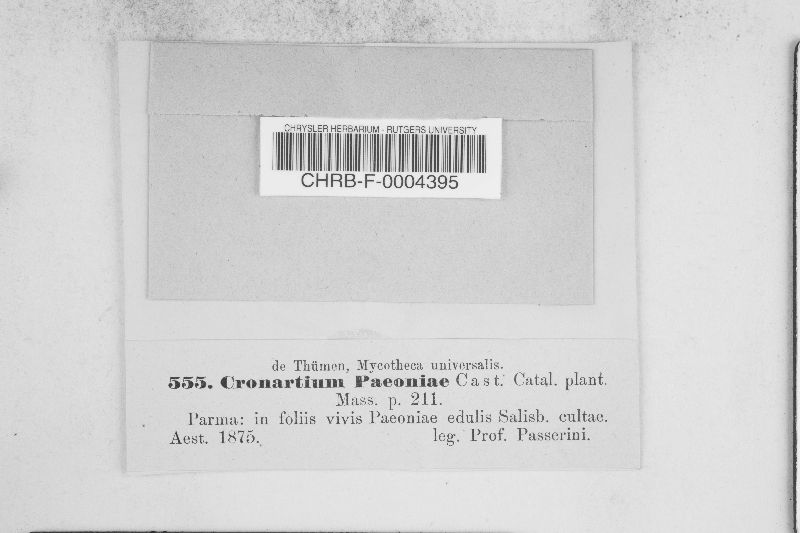 CHRYSLER HERBARIUM - RUTGERS UNIVERSITY
CHRB-F-0004395
de Thümen, Mycotheca universalis.
555. Cronartium Paeoniae Cast. Catal. plant.
Mass. p. 211.
Parma: in foliis vivis Paeoniae edulis Salisb. cultae.
Aest. 1875. leg. Prof. Passerini.